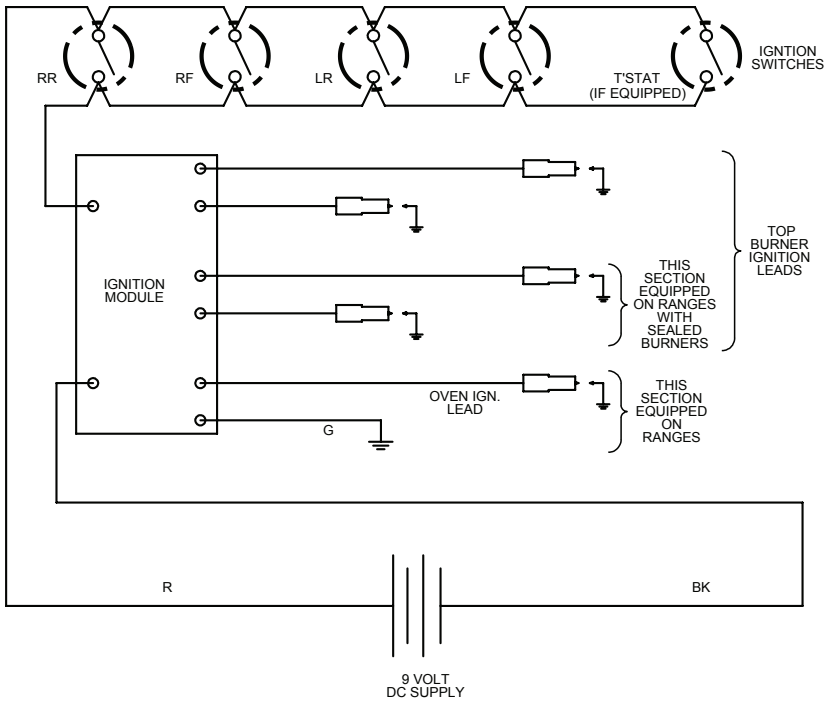 RR
RF
LR
LF
T'STAT
(IF EQUIPPED)
IGNTION
SWITCHES
IGNITION
MODULE
TOP
BURNER
IGNITION
LEADS
THIS
SECTION
EQUIPPED
ON RANGES
WITH
SEALED
BURNERS
OVEN IGN.
LEAD
THIS
SECTION
EQUIPPED
ON
RANGES
G
R
BK
9 VOLT
DC SUPPLY